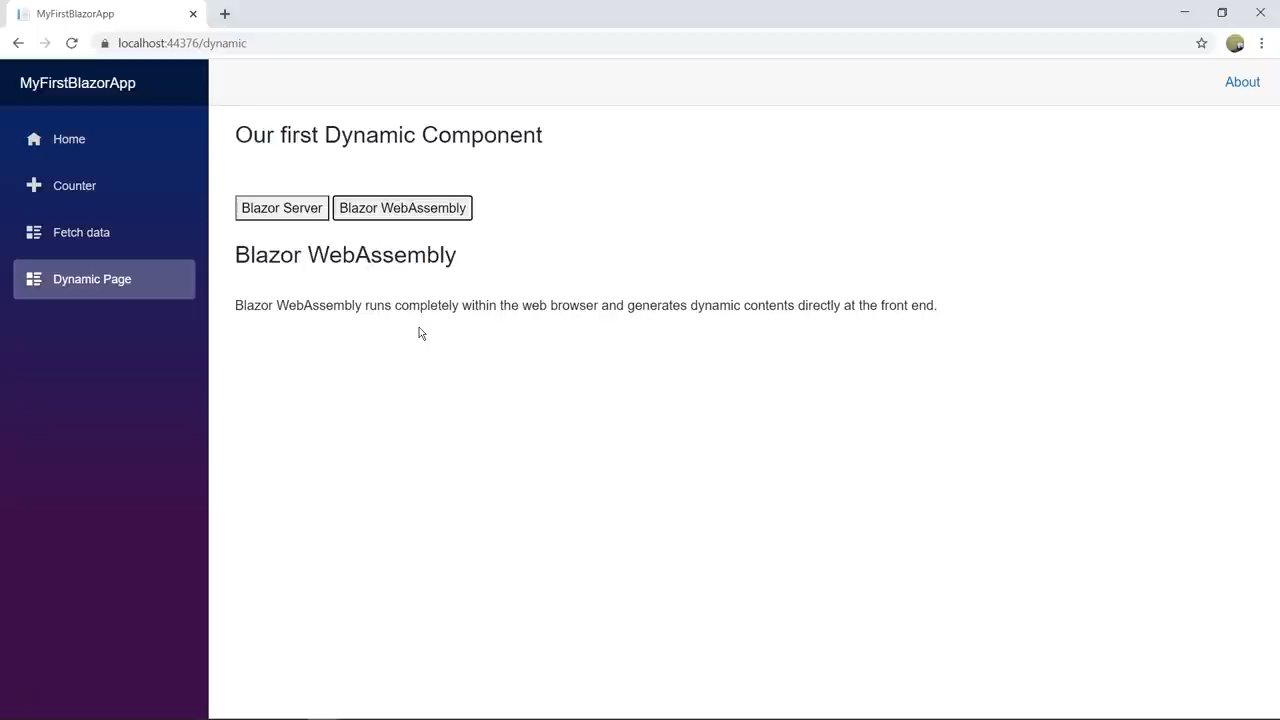 MyFirstBlazorApp
localhost:44376/dynamic
MyFirstBlazorApp
About
Home
Counter
Fetch data
Dynamic Page
Our first Dynamic Component
Blazor Server Blazor WebAssembly
Blazor WebAssembly
Blazor WebAssembly runs completely within the web browser and generates dynamic contents directly at the front end.